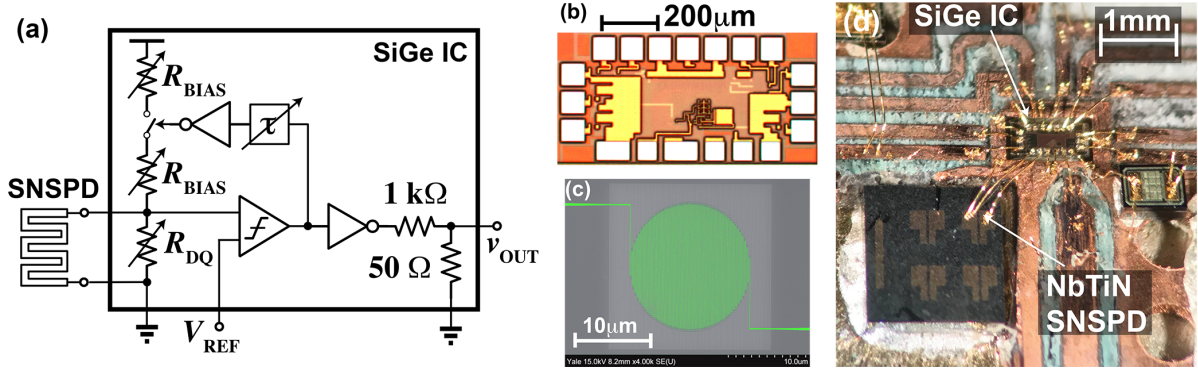 (a)
SiGe IC
R_BIAS
τ
R_BIAS
SNSPD
1 kΩ
v_OUT
R_DQ
50 Ω
V_REF
(b)
200μm
(c)
10μm
Yale 15.0kV 8.2mm x4.00k SE(U)
10.0um
(d)
SiGe IC
1mm
NbTiN
SNSPD